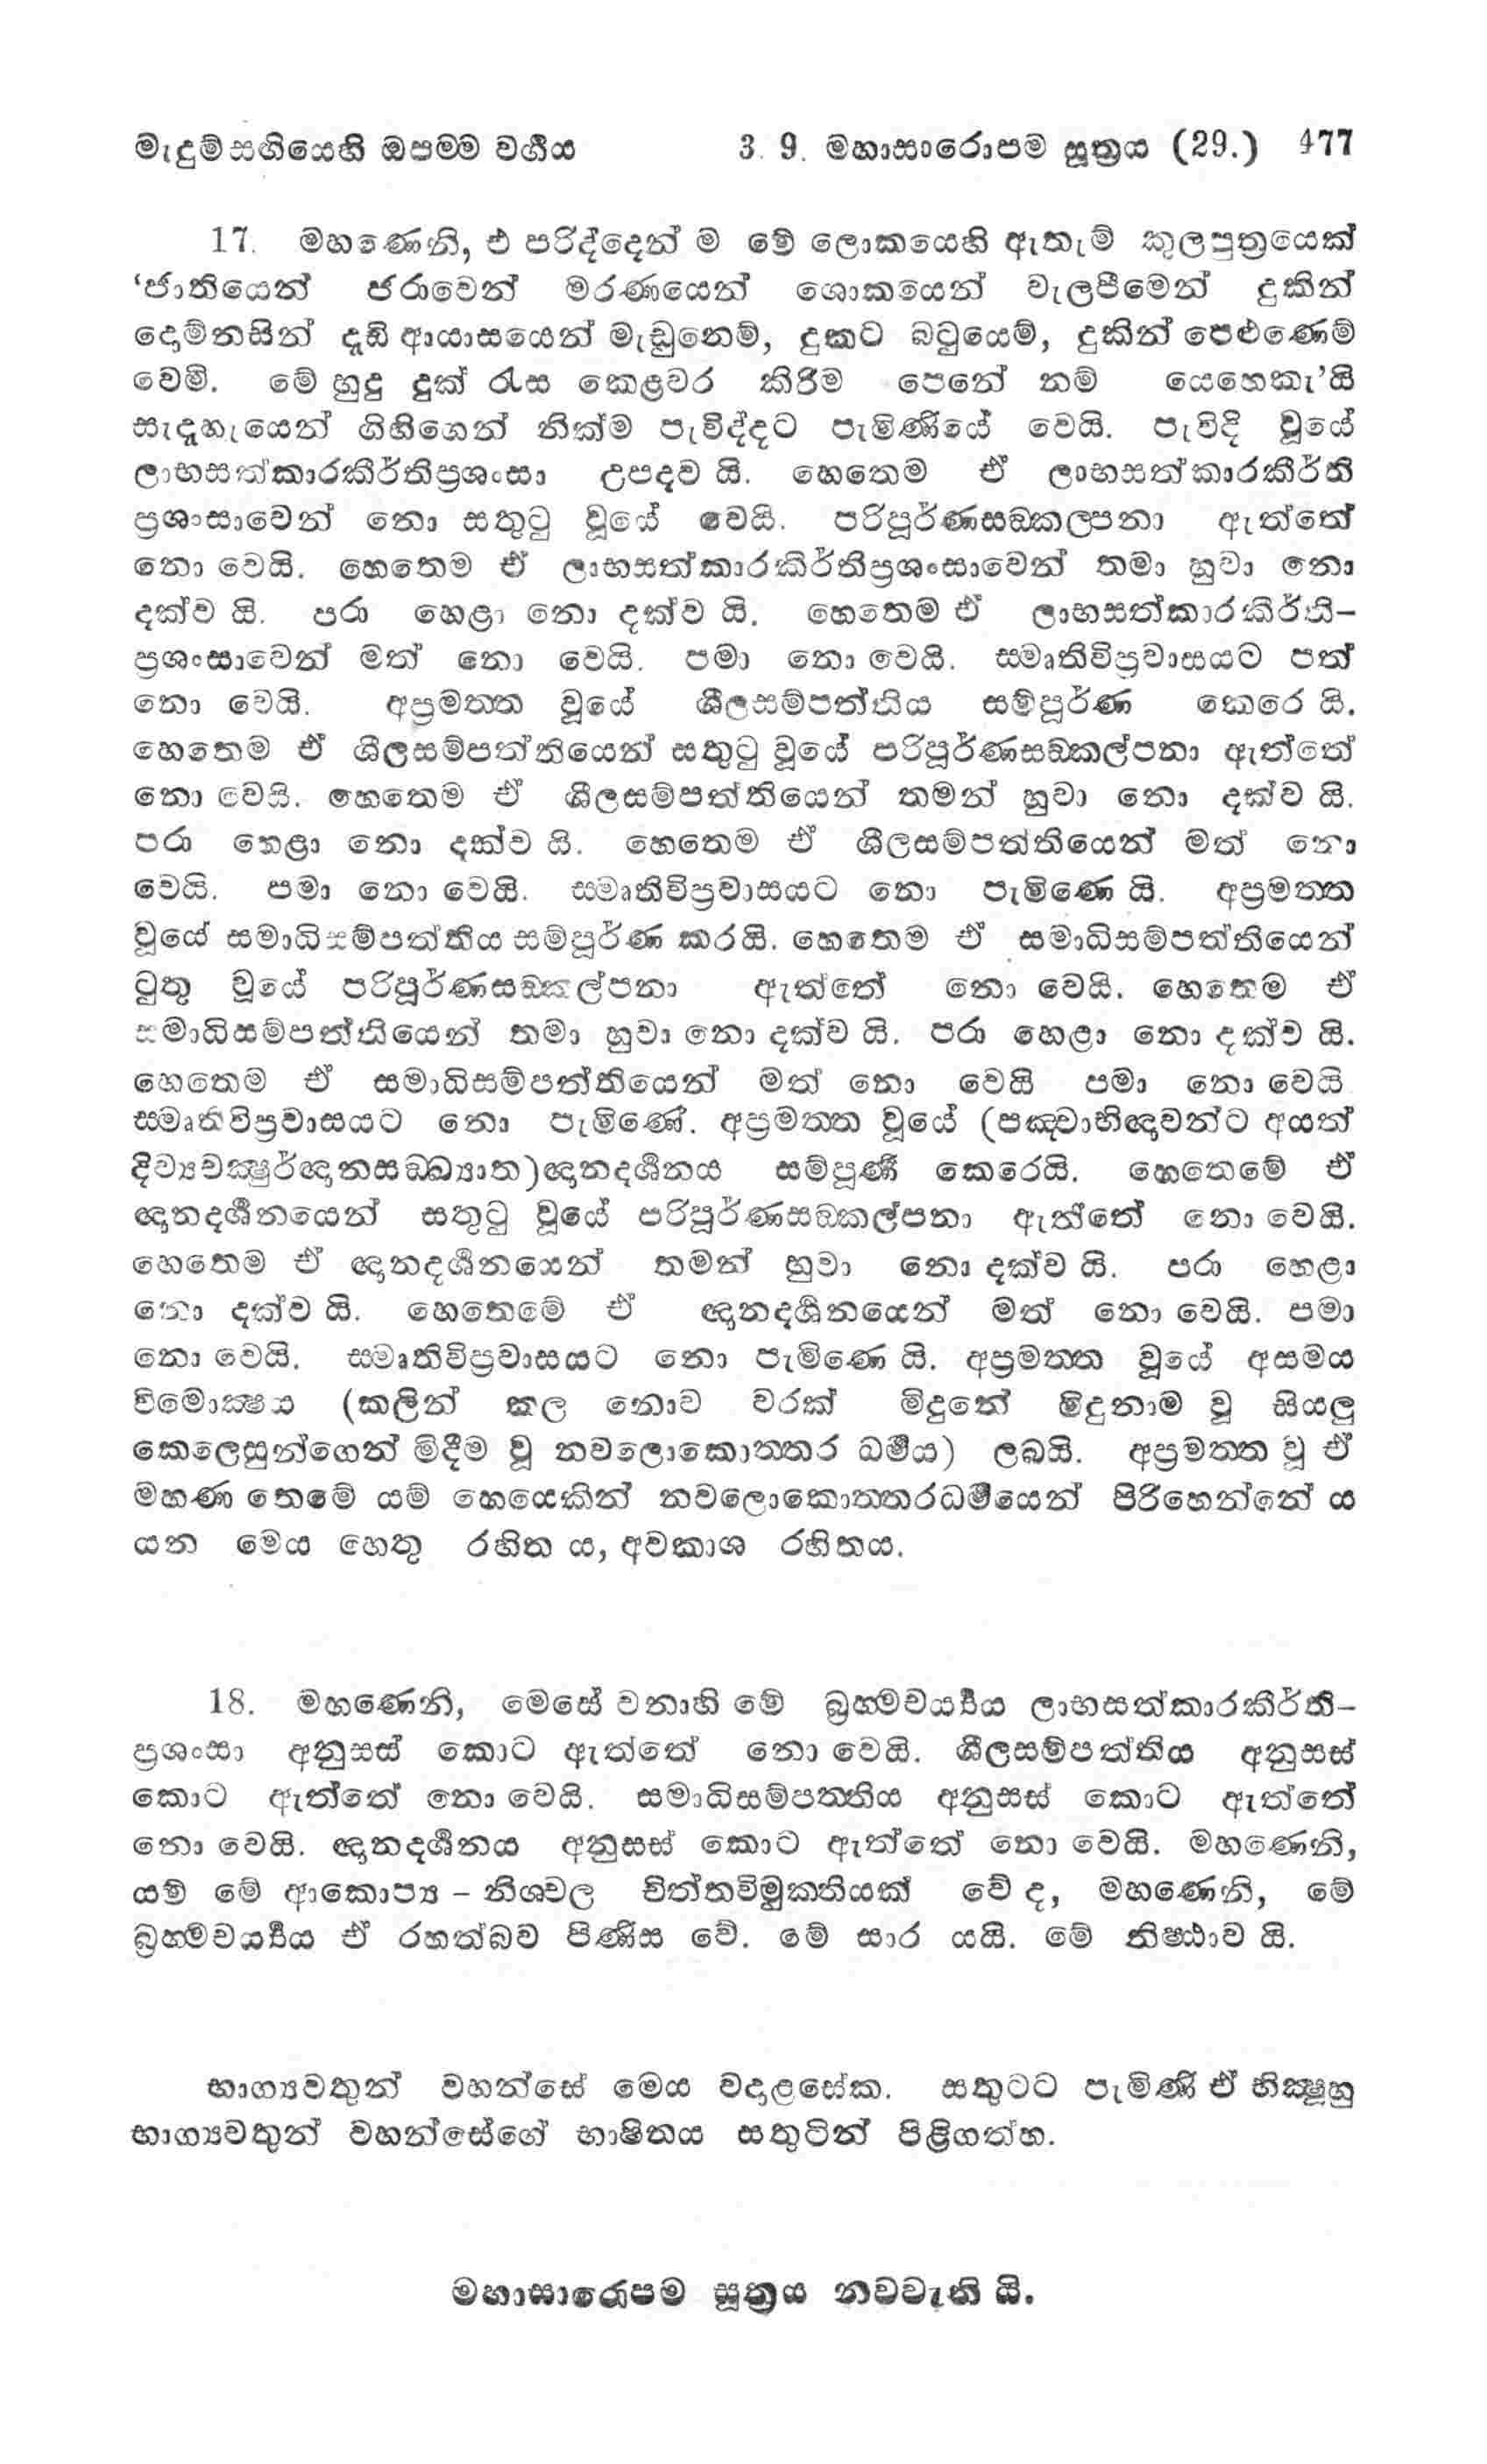 මැදුම්සඟියෙහි ඔපම්ම වර්‍ගය 3. 9. මහාසාරොපම සූත්‍රය (29.) 477
17. මහණෙනි, එ පරිද්දෙන් ම මේ ලොකයෙහි ඇතැම් කුලපුත්‍රයෙක්
‘ජාතියෙන් ජරාවෙන් මරණයෙන් ශොකයෙන් වැලපීමෙන් දුකින්
දොම්නසින් දැඩි ආයාසයෙන් මැඩුනෙම්, දුකට බටුයෙම්, දුකින් පෙළුණෙම්
වෙමි. මේ හුදු දුක් රැස කෙළවර කිරීම පෙනේ නම් යෙහෙකැ’යි
සැදැහැයෙන් ගිහිගෙන් නික්ම පැවිද්දට පැමිණියේ වෙයි. පැවිදි වූයේ
ලාභසත්කාරකීර්තිප්‍රශංසා උපදව යි. හෙතෙම ඒ ලාභසත්කාරකීර්ති
ප්‍රශංසාවෙන් නො සතුටු වූයේ වෙයි. පරිපූර්ණසඞ්කල්පනා ඇත්තේ
නො වෙයි. හෙතෙම ඒ ලාභසත්කාරකිර්තිප්‍රශංසාවෙන් තමා හුවා නො
දක්ව යි. පරා හෙළා නො දක්ව යි. හෙතෙම ඒ ලාභසත්කාරකීර්ති-
ප්‍රශංසාවෙන් මත් නො වෙයි. පමා නො වෙයි. සමෘතිවිප්‍රවාසයට පත්
නො වෙයි. අප්‍රමත්ත වූයේ ශීලසම්පත්තිය සම්පූර්ණ කෙරෙ යි.
හෙතෙම ඒ ශීලසම්පත්තියෙන් සතුටු වූයේ පරිපූර්ණසඞ්කල්පනා ඇත්තේ
නො වෙයි. හෙතෙම ඒ ශීලසම්පත්තියෙන් තමන් හුවා නො දක්ව යි.
පරා හෙළා නො දක්ව යි. හෙතෙම ඒ ශීලසම්පත්තියෙන් මත් නො
වෙයි. පමා නො වෙයි. සමෘතිවිප්‍රවාසයට නො පැමිණෙ යි. අප්‍රමත්ත
වූයේ සමාධිසම්පත්තිය සම්පූර්ණ කරයි. හෙතෙම ඒ සමාධිසම්පත්තියෙන්
ටුතු වූයේ පරිපූර්ණසඞ්කල්පනා ඇත්තේ නො වෙයි. හෙතෙම ඒ
සමාධිසම්පත්තියෙන් තමා හුවා නො දක්ව යි. පරා හෙළා නො දක්ව යි.
හෙතෙම ඒ සමාධිසම්පත්තියෙන් මත් නො වෙයි පමා නො වෙයි
සමෘතිවිප්‍රවාසයට නො පැමිණේ. අප්‍රමත්ත වූයේ (පඤ්චාභිඥාවන්ට අයත්
දිව්‍යචක්‍ෂුර්ඥානසඞ්ඛ්‍යාත)ඥානදර්‍ශනය සම්පූර්‍ණ කෙරෙයි. හෙතෙමේ ඒ
ඥානදර්‍ශනයෙන් සතුටු වූයේ පරිපූර්ණසඞ්කල්පනා ඇත්තේ නො වෙයි.
හෙතෙම ඒ ඥානදර්‍ශනයෙන් තමන් හුවා නො දක්ව යි. පරා හෙළා
නො දක්ව යි. හෙතෙමේ ඒ ඥානදර්‍ශනයෙන් මත් නො වෙයි. පමා
නො වෙයි. සමෘතිවිප්‍රවාසයට නො පැමිණෙ යි. අප්‍රමත්ත වූයේ අසමය
විමොක්‍ෂය (කලින් කල නොව වරක් මිදුනේ මිදුනාම වූ සියලු
කෙලෙසුන්ගෙන් මිදීම වූ නවලොකොත්තර ධර්‍මය) ලබයි. අප්‍රමත්ත වූ ඒ
මහණ තෙමේ යම් හෙයෙකින් නවලොකොත්තරධර්‍මයෙන් පිරිහෙන්නේ ය
යන මෙය හෙතු රහිත ය, අවකාශ රහිතය.
18. මහණෙනි, මෙසේ වනාහි මේ බ්‍රහ්මචර්‍ය්‍යය ලාභසත්කාරකීර්ති-
ප්‍රශංසා අනුසස් කොට ඇත්තේ නො වෙයි. ශීලසම්පත්තිය අනුසස්
කොට ඇත්තේ නො වෙයි. සමාධිසම්පත්තිය අනුසස් කොට ඇත්තේ
නො වෙයි. ඥානදර්‍ශනය අනුසස් කොට ඇත්තේ නො වෙයි. මහණෙනි,
යම් මේ ආකොප්‍ය – නිශ්චල චිත්තවිමුක්තියක් වේ ද, මහණෙනි, මේ
බ්‍රහ්මචර්‍ය්‍යය ඒ රහත්බව පිණිස වේ. මේ සාර යයි. මේ නිෂ්ඨාව යි.
භාග්‍යවතුන් වහන්සේ මෙය වදාළසේක. සතුටට පැමිණි ඒ භික්‍ෂූහු
භාග්‍යවතුන් වහන්සේගේ භාෂිතය සතුටින් පිළිගත්හ.
මහාසාරොපම සූත්‍රය නවවැනි යි.